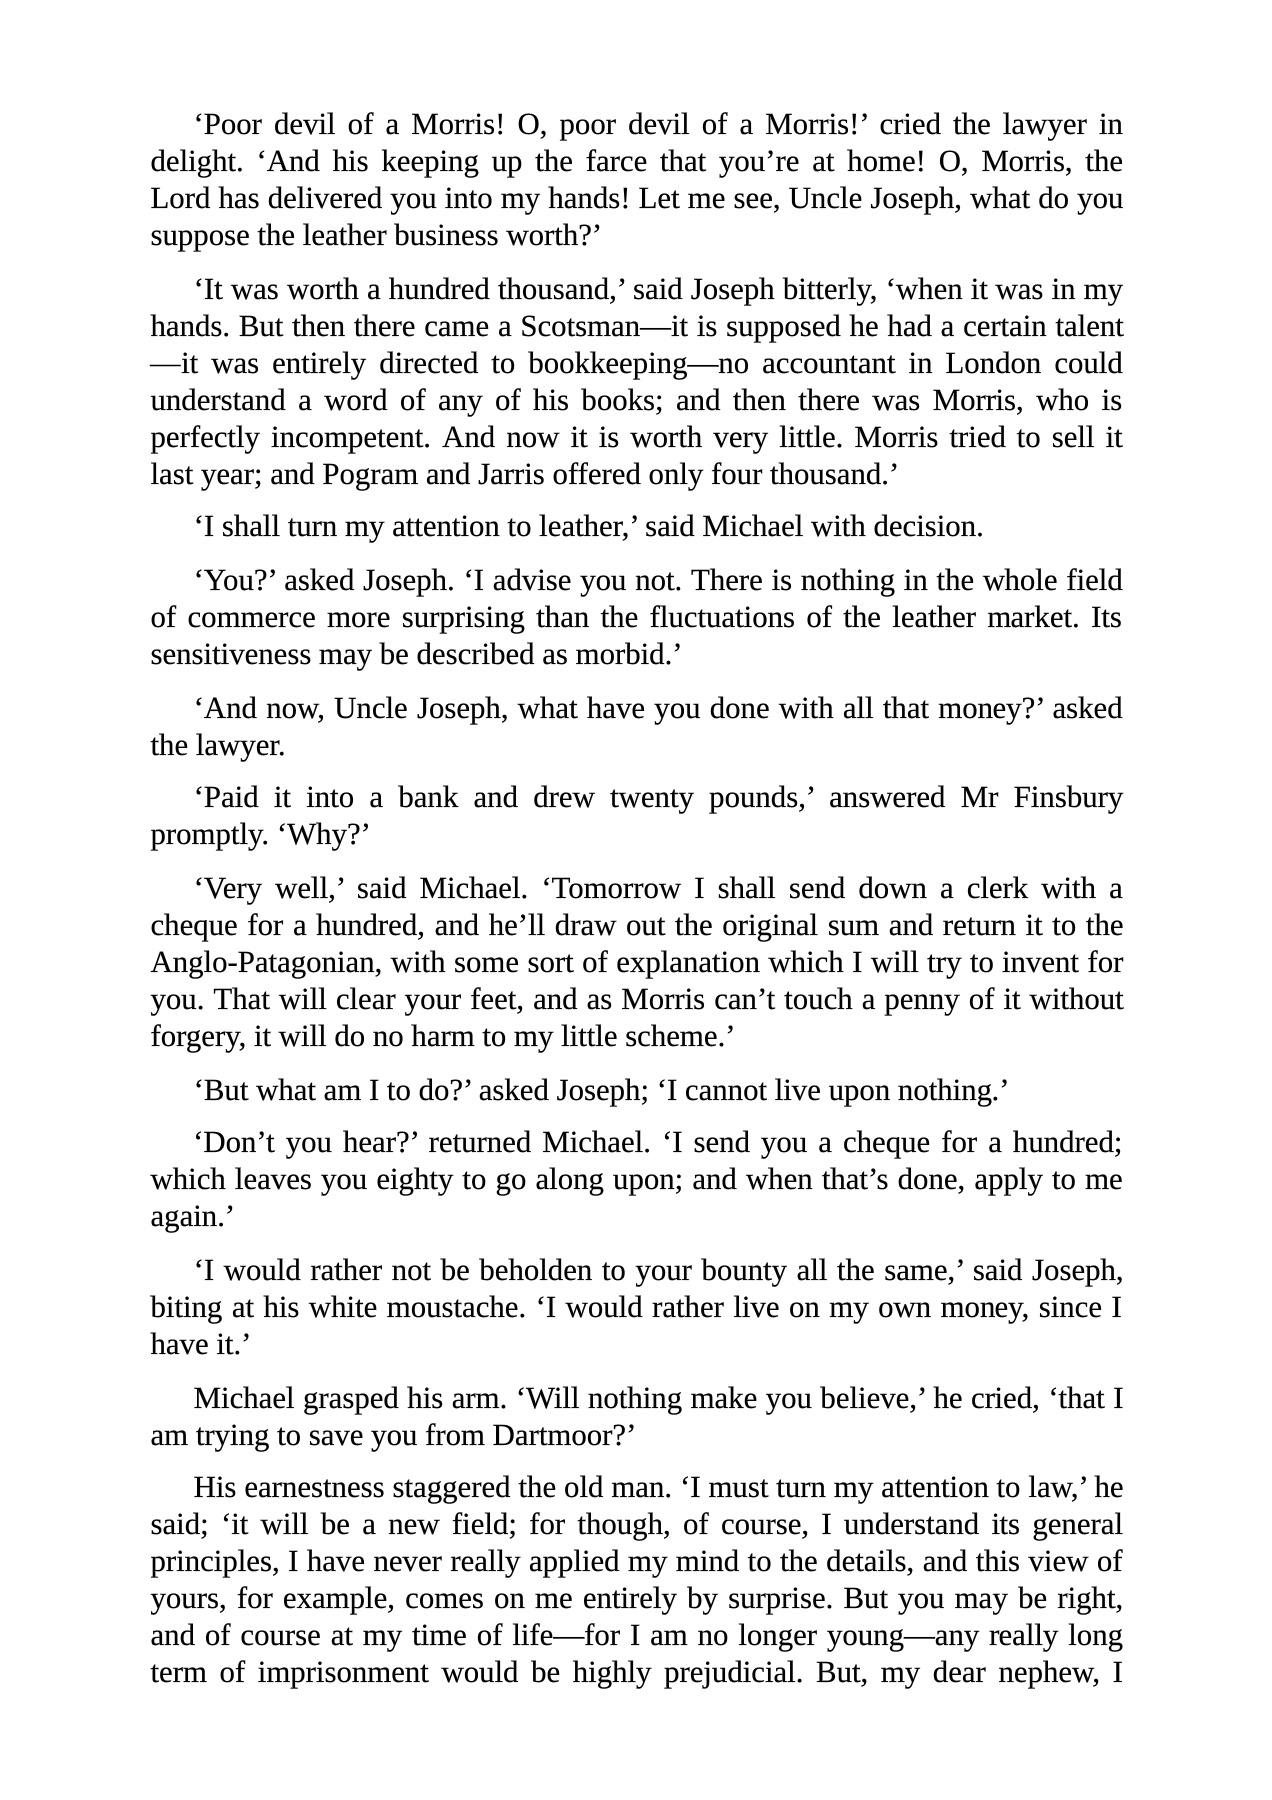 ‘Poor devil of a Morris! O, poor devil of a Morris!’ cried the lawyer in
delight. ‘And his keeping up the farce that you’re at home! O, Morris, the
Lord has delivered you into my hands! Let me see, Uncle Joseph, what do you
suppose the leather business worth?’
‘It was worth a hundred thousand,’ said Joseph bitterly, ‘when it was in my
hands. But then there came a Scotsman—it is supposed he had a certain talent
—it was entirely directed to bookkeeping—no accountant in London could
understand a word of any of his books; and then there was Morris, who is
perfectly incompetent. And now it is worth very little. Morris tried to sell it
last year; and Pogram and Jarris offered only four thousand.’
‘I shall turn my attention to leather,’ said Michael with decision.
‘You?’ asked Joseph. ‘I advise you not. There is nothing in the whole field
of commerce more surprising than the fluctuations of the leather market. Its
sensitiveness may be described as morbid.’
‘And now, Uncle Joseph, what have you done with all that money?’ asked
the lawyer.
‘Paid it into a bank and drew twenty pounds,’ answered Mr Finsbury
promptly. ‘Why?’
‘Very well,’ said Michael. ‘Tomorrow I shall send down a clerk with a
cheque for a hundred, and he’ll draw out the original sum and return it to the
Anglo-Patagonian, with some sort of explanation which I will try to invent for
you. That will clear your feet, and as Morris can’t touch a penny of it without
forgery, it will do no harm to my little scheme.’
‘But what am I to do?’ asked Joseph; ‘I cannot live upon nothing.’
‘Don’t you hear?’ returned Michael. ‘I send you a cheque for a hundred;
which leaves you eighty to go along upon; and when that’s done, apply to me
again.’
‘I would rather not be beholden to your bounty all the same,’ said Joseph,
biting at his white moustache. ‘I would rather live on my own money, since I
have it.’
Michael grasped his arm. ‘Will nothing make you believe,’ he cried, ‘that I
am trying to save you from Dartmoor?’
His earnestness staggered the old man. ‘I must turn my attention to law,’ he
said; ‘it will be a new field; for though, of course, I understand its general
principles, I have never really applied my mind to the details, and this view of
yours, for example, comes on me entirely by surprise. But you may be right,
and of course at my time of life—for I am no longer young—any really long
term of imprisonment would be highly prejudicial. But, my dear nephew, I